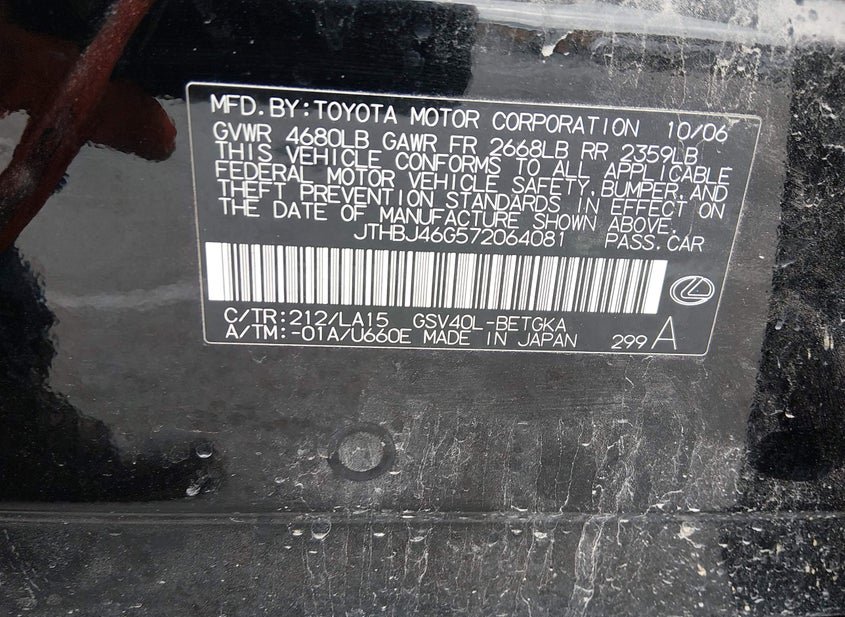 MFD.BY:TOYOTA MOTOR CORPORATION 10/06
GVWR 4680LB GAWR FR 2668LB RR 2359LB
THIS VEHICLE CONFORMS TO ALL APPLICABLE
FEDERAL MOTOR VEHICLE SAFETY, BUMPER, AND
THEFT PREVENTION STANDARDS IN EFFECT ON
THE DATE OF MANUFACTURE SHOWN ABOVE.
JTHBJ46G572064081 PASS.CAR
C/TR:212/LA15 GSV40L-BETGKA
A/TM:-01A/U660E MADE IN JAPAN 299 A